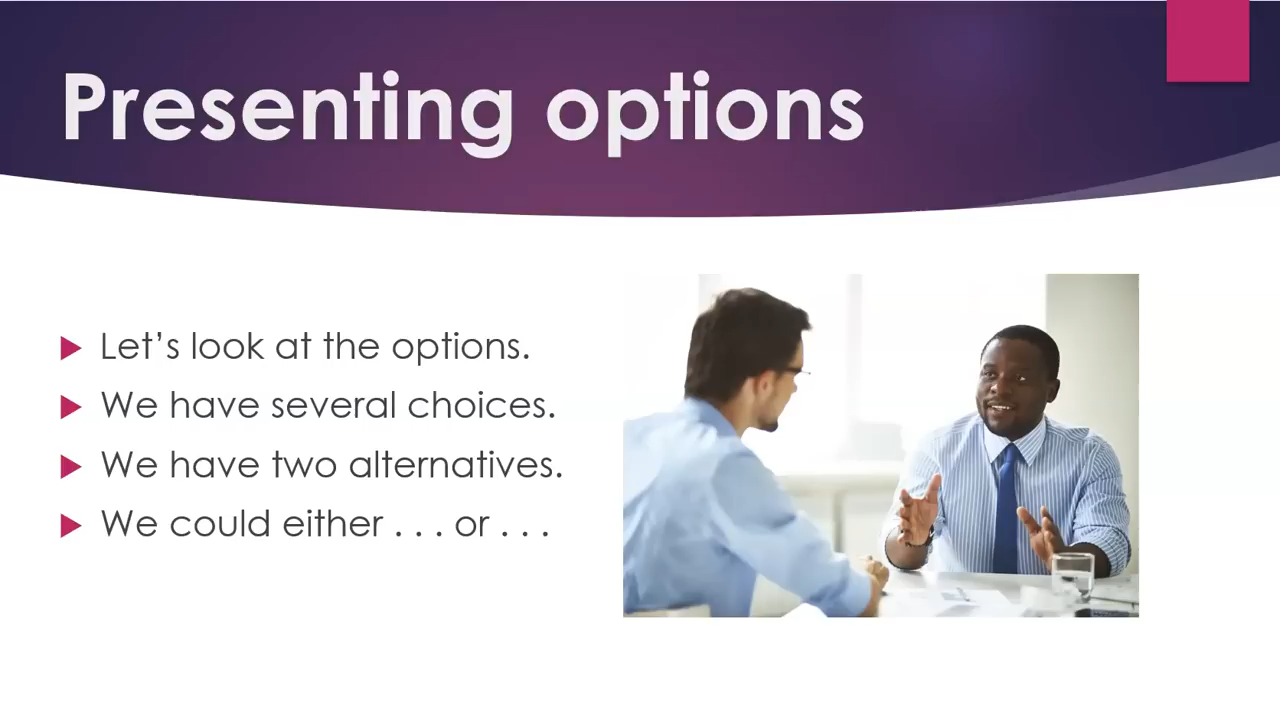 Presenting options
Let’s look at the options.
We have several choices.
We have two alternatives.
We could either . . . or . . .